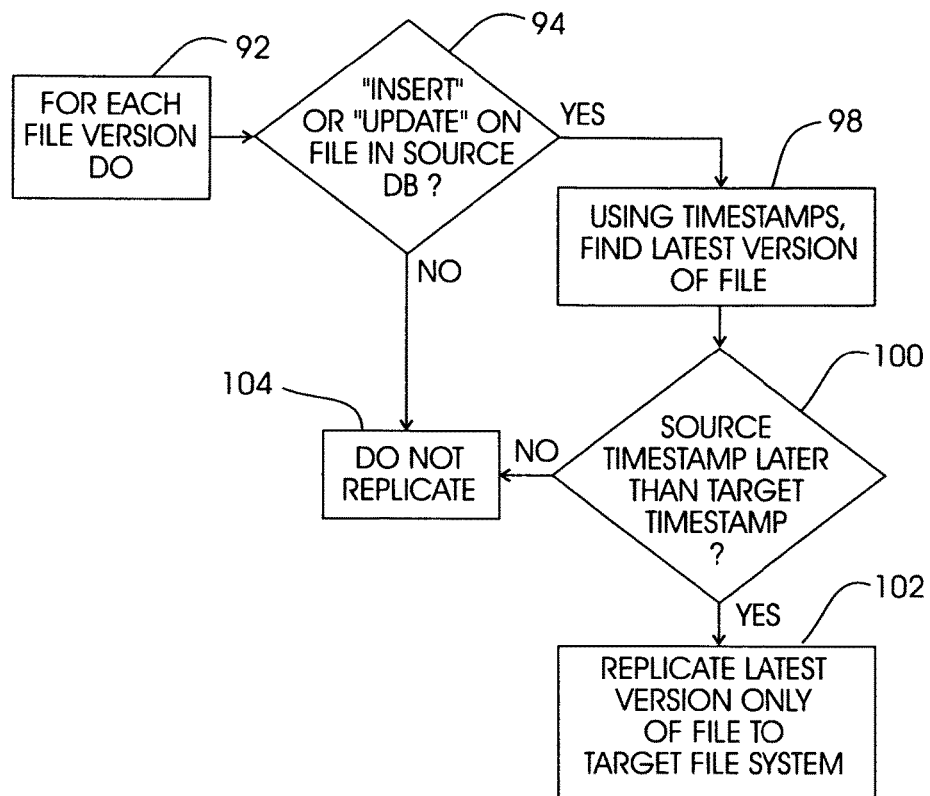 92
FOR EACH
FILE VERSION
DO
94
"INSERT"
OR "UPDATE" ON
FILE IN SOURCE
DB ?
YES
NO
98
USING TIMESTAMPS,
FIND LATEST VERSION
OF FILE
100
SOURCE
TIMESTAMP LATER
THAN TARGET
TIMESTAMP
?
NO
104
DO NOT
REPLICATE
YES
102
REPLICATE LATEST
VERSION ONLY
OF FILE TO
TARGET FILE SYSTEM